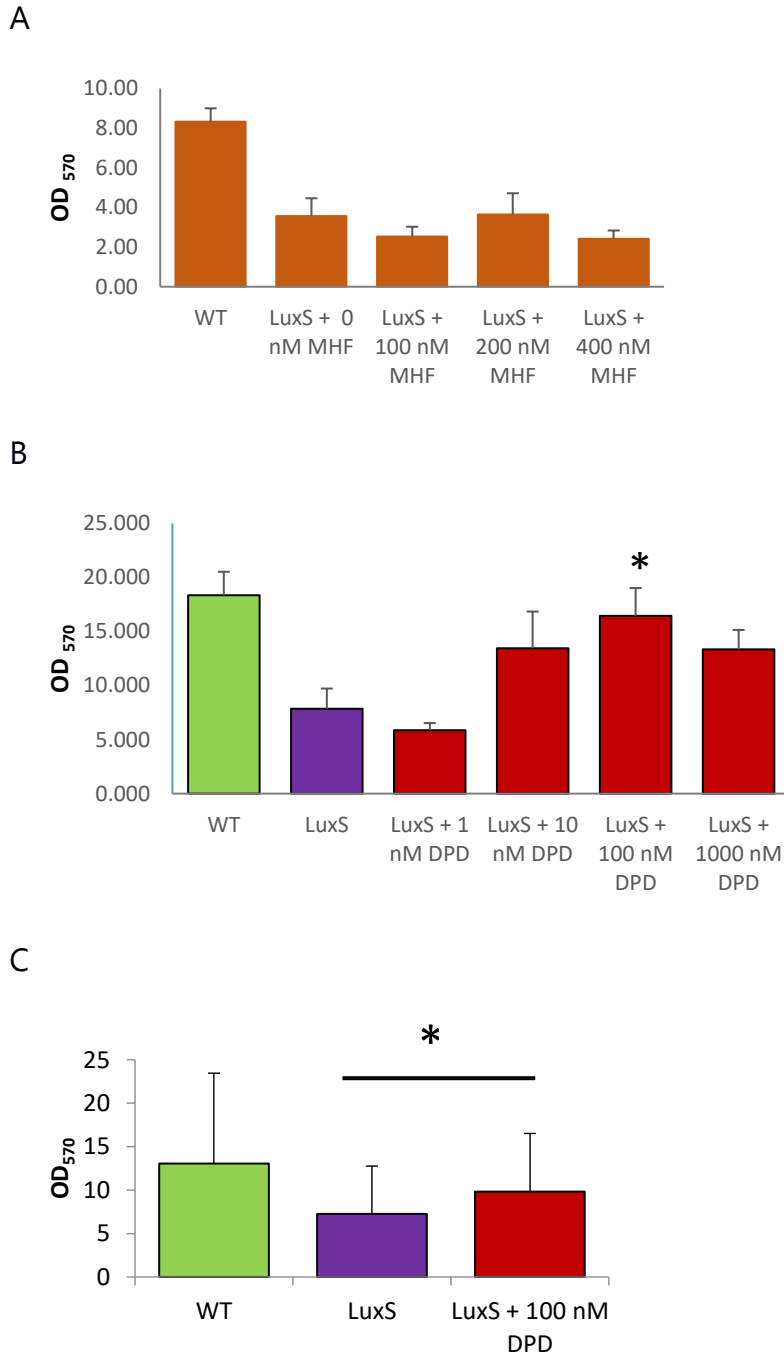 A
10.00
8.00
6.00
4.00
2.00
0.00
OD 570
WT
LuxS + 0
nM MHF
LuxS +
100 nM
MHF
LuxS +
200 nM
MHF
LuxS +
400 nM
MHF
B
25.000
20.000
15.000
10.000
5.000
0.000
OD 570
*
WT
LuxS
LuxS + 1
nM DPD
LuxS + 10
nM DPD
LuxS +
100 nM
DPD
LuxS +
1000 nM
DPD
C
25
20
15
10
5
0
OD570
*
WT
LuxS
LuxS + 100 nM
DPD